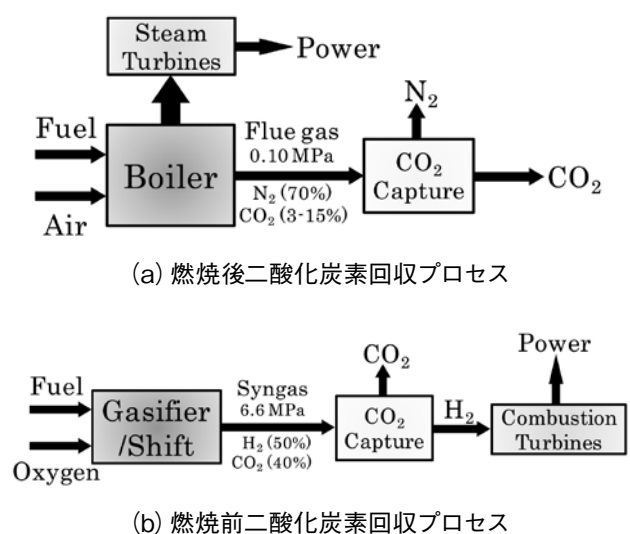 Steam
Turbines
Power
Fuel
Air
Boiler
Flue gas
0.10 MPa
N₂ (70%)
CO₂ (3-15%)
N₂
CO₂
Capture
CO₂
(a) 燃焼後二酸化炭素回収プロセス
Fuel
Oxygen
Gasifier
/Shift
Syngas
6.6 MPa
H₂ (50%)
CO₂ (40%)
CO₂
CO₂
Capture
H₂
Power
Combustion
Turbines
(b) 燃焼前二酸化炭素回収プロセス